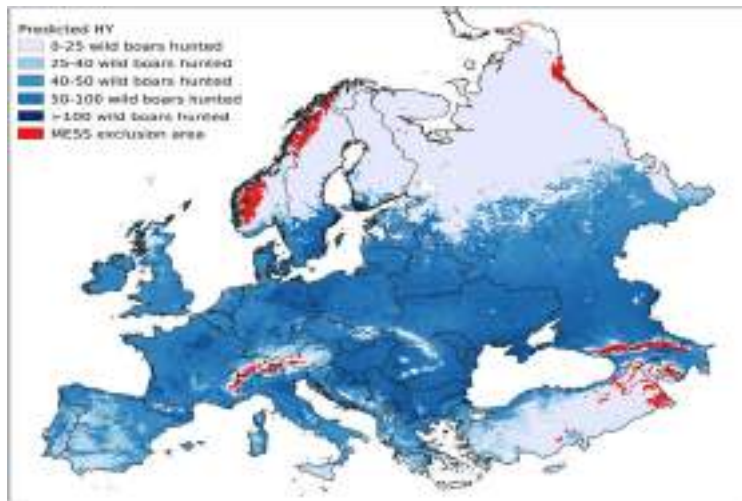 Predicted HY
0-25 wild boars hunted
25-40 wild boars hunted
40-50 wild boars hunted
50-100 wild boars hunted
>100 wild boars hunted
MESS exclusion area